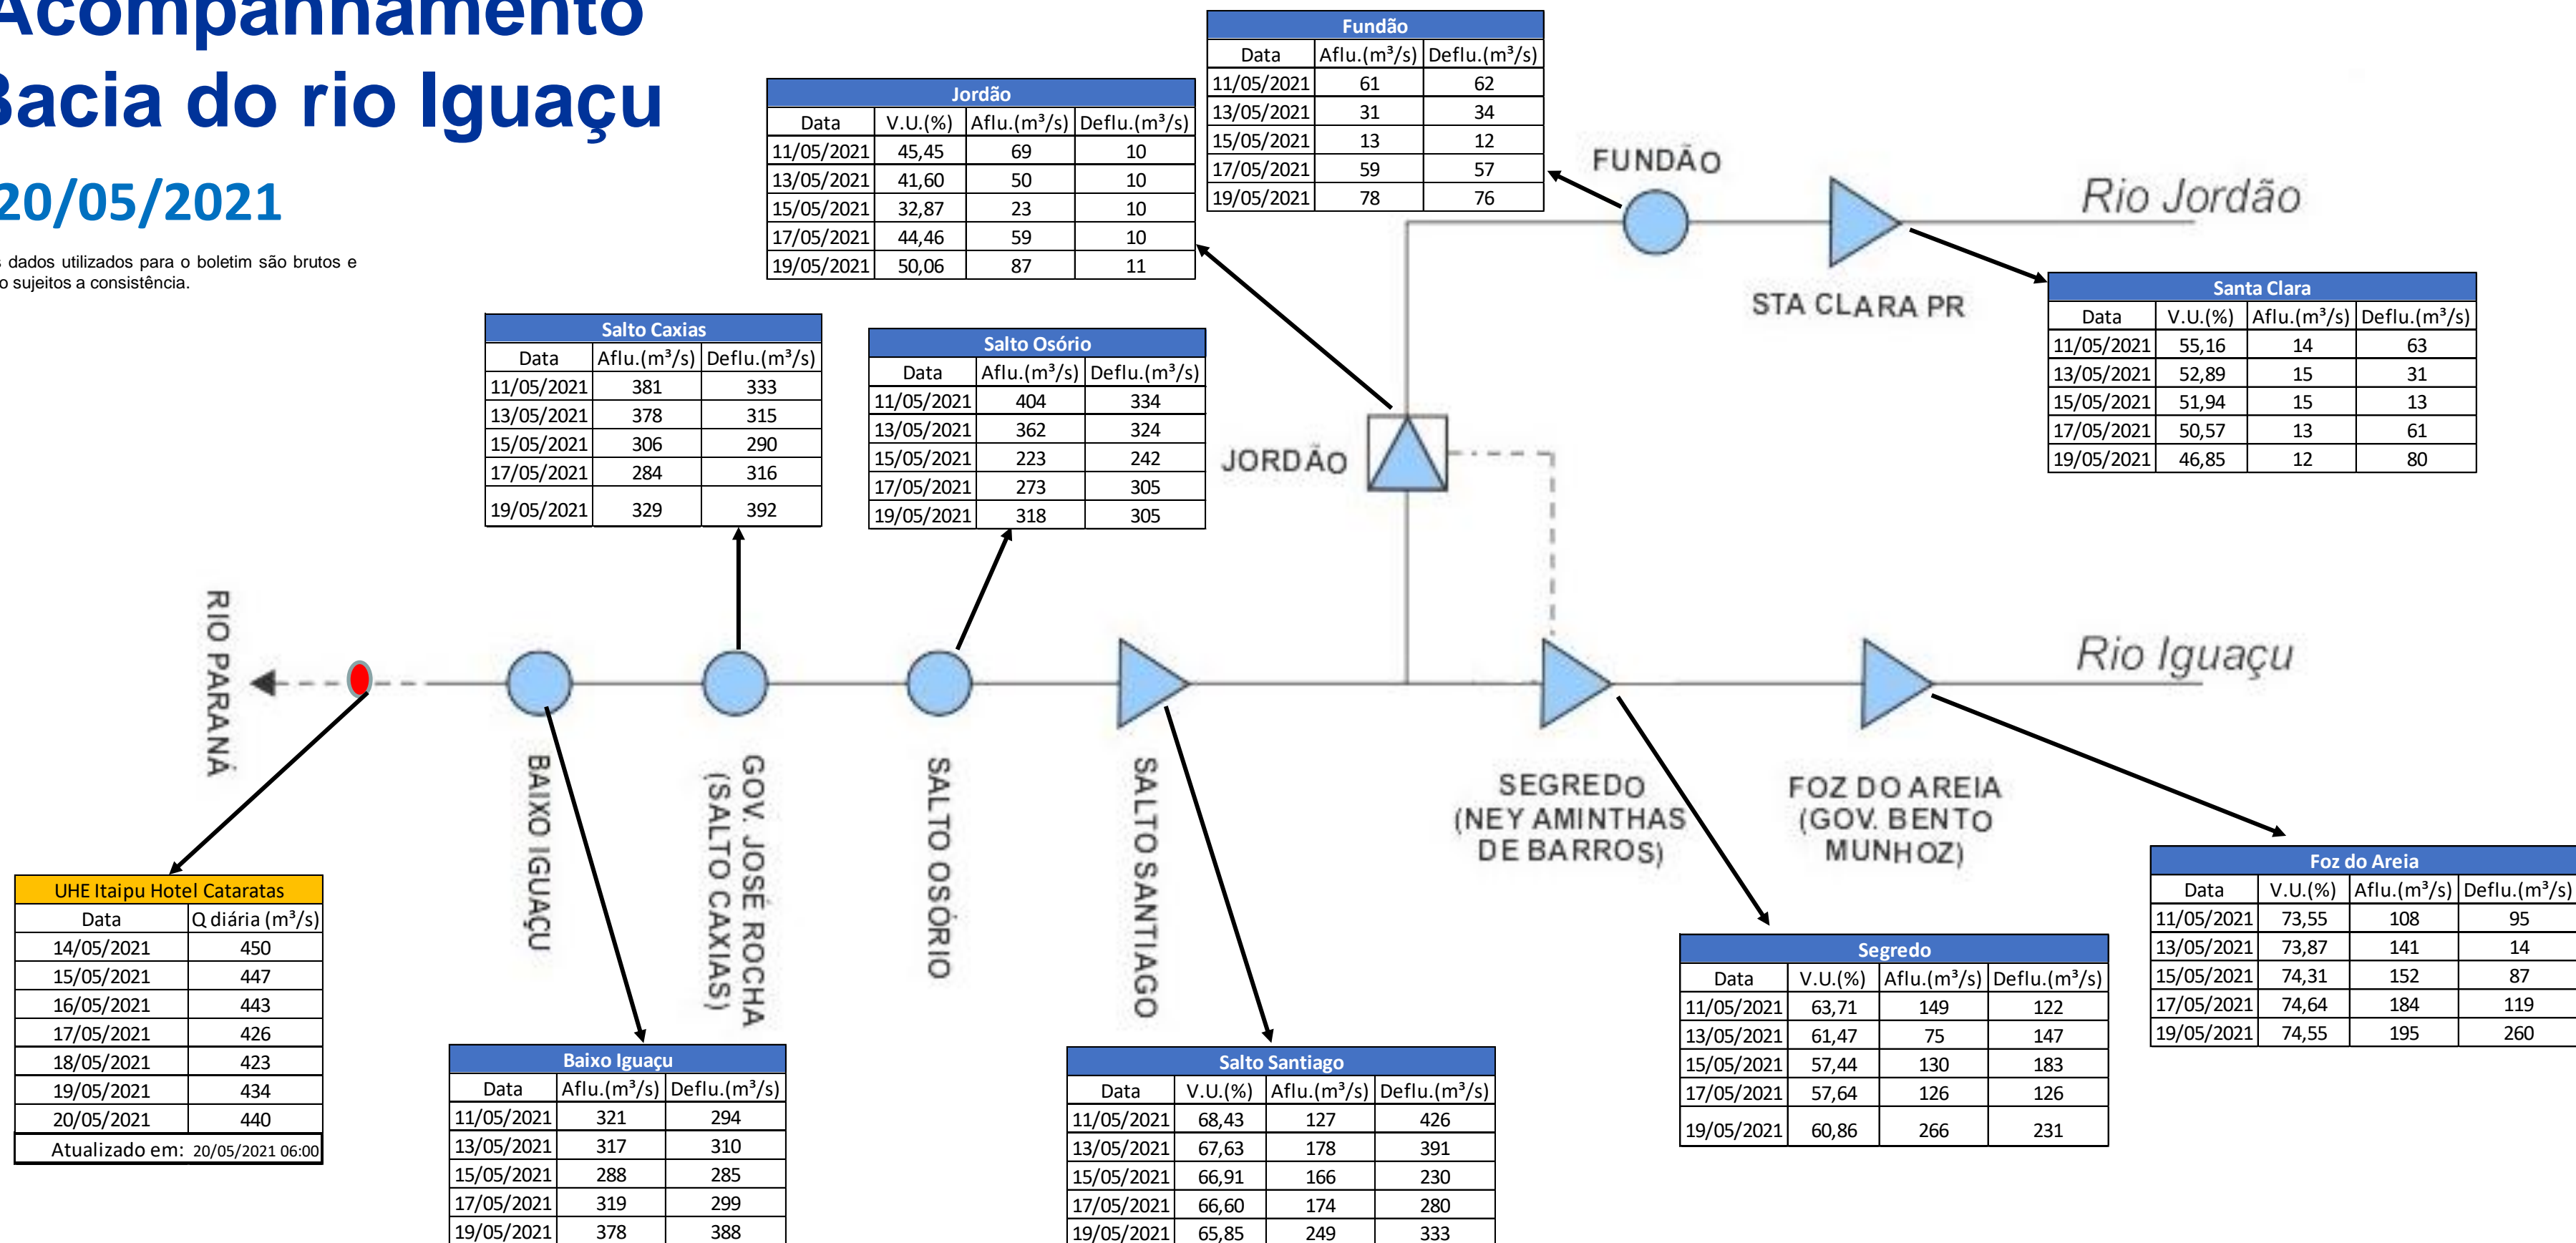 Acompanhamento
Bacia do rio Iguaçu
20/05/2021
s dados utilizados para o boletim são brutos e
o sujeitos a consistência.
Fundão
Data Aflu.(m³/s) Deflu.(m³/s)
11/05/2021 61 62
13/05/2021 31 34
15/05/2021 13 12
17/05/2021 59 57
19/05/2021 78 76
Jordão
Data V.U.(%) Aflu.(m³/s) Deflu.(m³/s)
11/05/2021 45,45 69 10
13/05/2021 41,60 50 10
15/05/2021 32,87 23 10
17/05/2021 44,46 59 10
19/05/2021 50,06 87 11
FUNDÃO
Rio Jordão
STA CLARA PR
Santa Clara
Data V.U.(%) Aflu.(m³/s) Deflu.(m³/s)
11/05/2021 55,16 14 63
13/05/2021 52,89 15 31
15/05/2021 51,94 15 13
17/05/2021 50,57 13 61
19/05/2021 46,85 12 80
Salto Caxias
Data Aflu.(m³/s) Deflu.(m³/s)
11/05/2021 381 333
13/05/2021 378 315
15/05/2021 306 290
17/05/2021 284 316
19/05/2021 329 392
Salto Osório
Data Aflu.(m³/s) Deflu.(m³/s)
11/05/2021 404 334
13/05/2021 362 324
15/05/2021 223 242
17/05/2021 273 305
19/05/2021 318 305
JORDÃO
RIO PARANÁ
Rio Iguaçu
BAIXO IGUAÇU
GOV. JOSÉ ROCHA
(SALTO CAXIAS)
SALTO OSÓRIO
SALTO SANTIAGO
SEGREDO
(NEY AMINTHAS
DE BARROS)
FOZ DO AREIA
(GOV. BENTO
MUNHOZ)
Foz do Areia
Data V.U.(%) Aflu.(m³/s) Deflu.(m³/s)
11/05/2021 73,55 108 95
13/05/2021 73,87 141 14
15/05/2021 74,31 152 87
17/05/2021 74,64 184 119
19/05/2021 74,55 195 260
UHE Itaipu Hotel Cataratas
Data Q diária (m³/s)
14/05/2021 450
15/05/2021 447
16/05/2021 443
17/05/2021 426
18/05/2021 423
19/05/2021 434
20/05/2021 440
Atualizado em: 20/05/2021 06:00
Segredo
Data V.U.(%) Aflu.(m³/s) Deflu.(m³/s)
11/05/2021 63,71 149 122
13/05/2021 61,47 75 147
15/05/2021 57,44 130 183
17/05/2021 57,64 126 126
19/05/2021 60,86 266 231
Baixo Iguaçu
Data Aflu.(m³/s) Deflu.(m³/s)
11/05/2021 321 294
13/05/2021 317 310
15/05/2021 288 285
17/05/2021 319 299
19/05/2021 378 388
Salto Santiago
Data V.U.(%) Aflu.(m³/s) Deflu.(m³/s)
11/05/2021 68,43 127 426
13/05/2021 67,63 178 391
15/05/2021 66,91 166 230
17/05/2021 66,60 174 280
19/05/2021 65,85 249 333